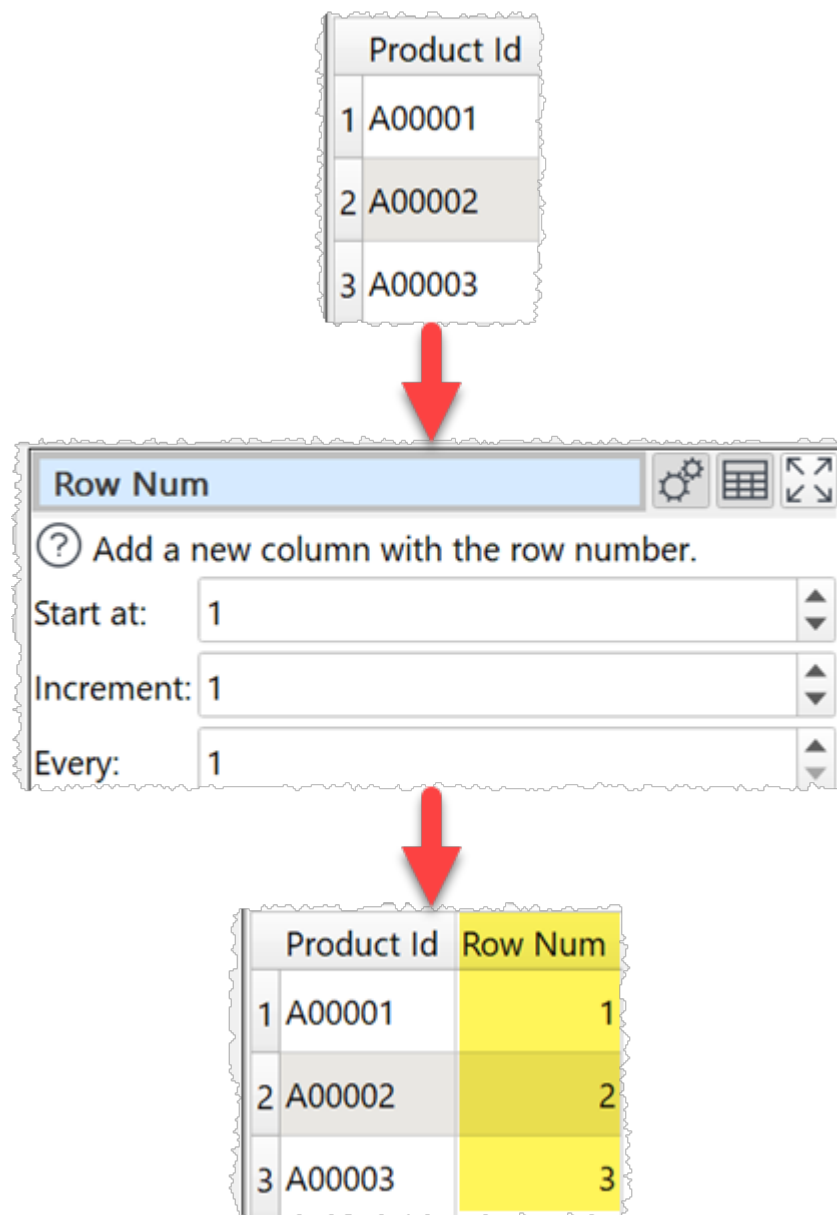 Product Id
1 A00001
2 A00002
3 A00003
Row Num
? Add a new column with the row number.
Start at: 1
Increment: 1
Every: 1
Product Id Row Num
1 A00001 1
2 A00002 2
3 A00003 3